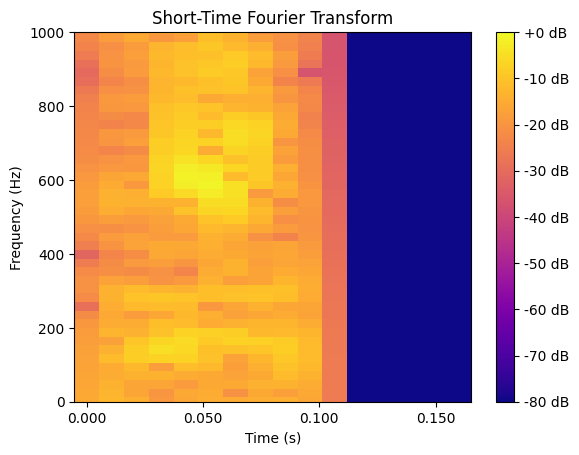 Short-Time Fourier Transform
1000
800
600
400
200
0
Frequency (Hz)
0.000
0.050
0.100
0.150
Time (s)
+0 dB
-10 dB
-20 dB
-30 dB
-40 dB
-50 dB
-60 dB
-70 dB
-80 dB